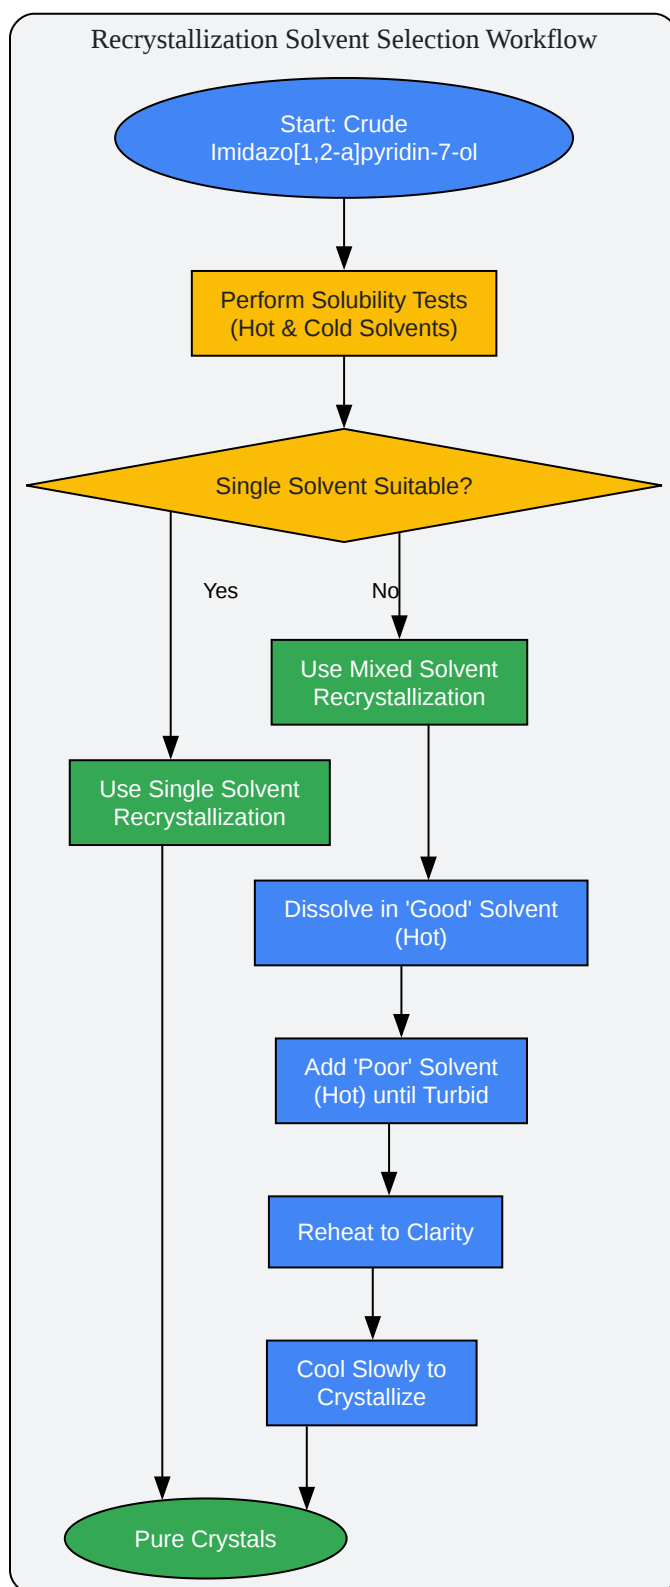 Recrystallization Solvent Selection Workflow
Start: Crude
Imidazo[1,2-a]pyridin-7-ol
Perform Solubility Tests
(Hot & Cold Solvents)
Single Solvent Suitable?
Yes
No
Use Mixed Solvent
Recrystallization
Use Single Solvent
Recrystallization
Dissolve in 'Good' Solvent
(Hot)
Add 'Poor' Solvent
(Hot) until Turbid
Reheat to Clarity
Cool Slowly to
Crystallize
Pure Crystals